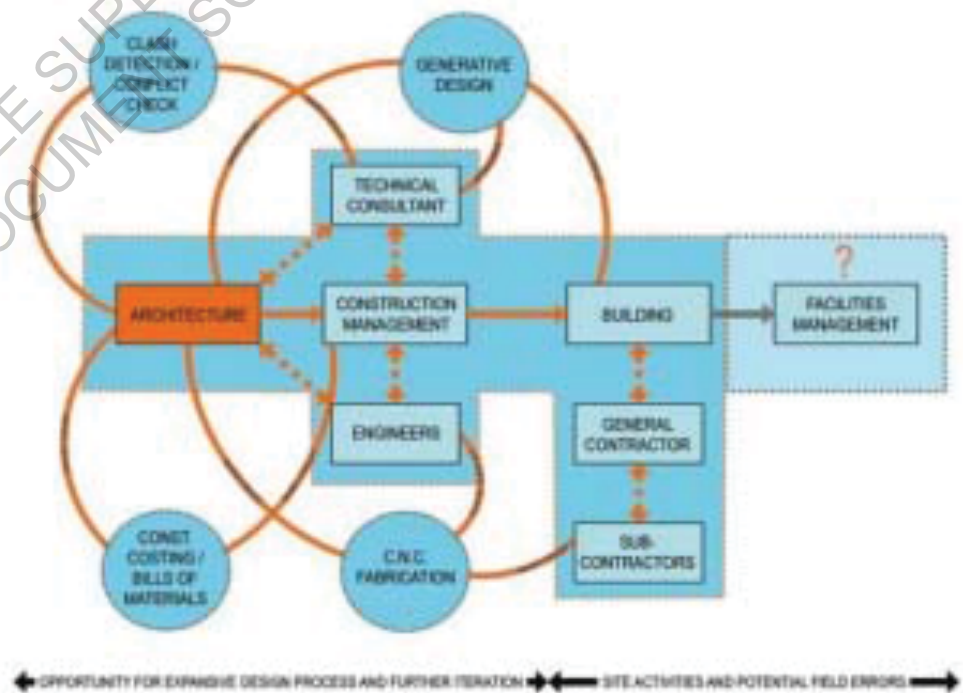 CLASH
DETECTION /
CONFLICT
CHECK
GENERATIVE
DESIGN
TECHNICAL
CONSULTANT
ARCHITECTURE
CONSTRUCTION
MANAGEMENT
BUILDING
?
FACILITIES
MANAGEMENT
ENGINEERS
GENERAL
CONTRACTOR
CONST
COSTING /
BILLS OF
MATERIALS
C.N.C.
FABRICATION
SUB-
CONTRACTORS
OPPORTUNITY FOR EXPANSIVE DESIGN PROCESS AND FURTHER ITERATION
SITE ACTIVITIES AND POTENTIAL FIELD ERRORS